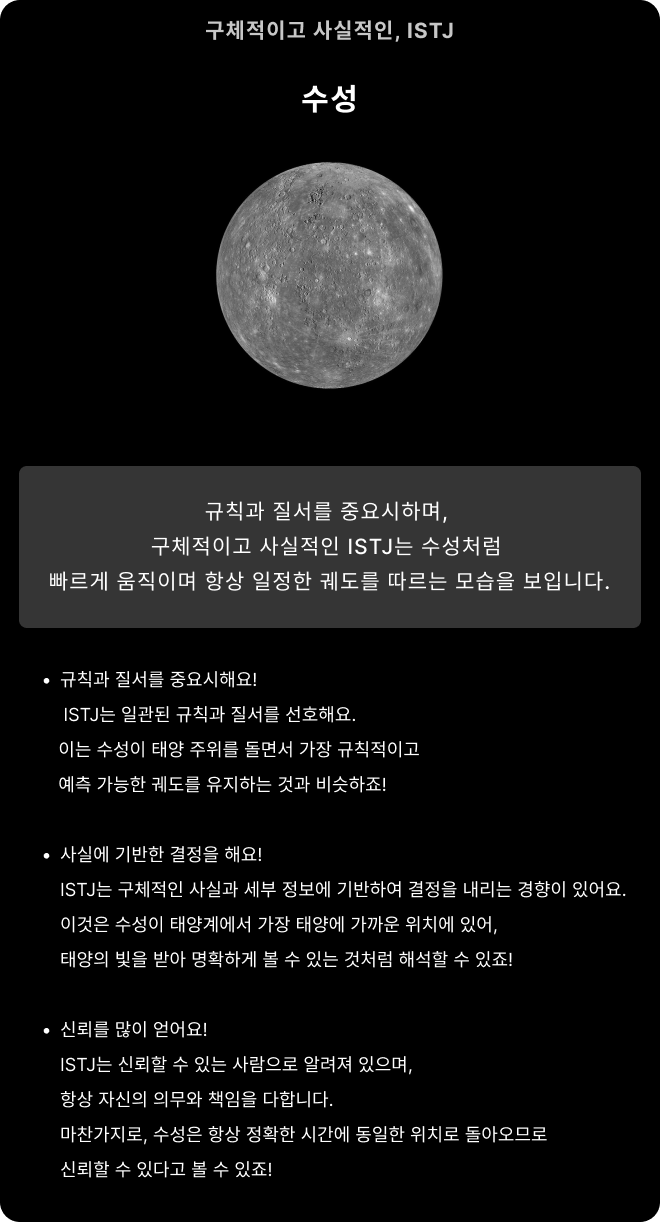 구체적이고 사실적인, ISTJ
수성
규칙과 질서를 중요시하며,
구체적이고 사실적인 ISTJ는 수성처럼
빠르게 움직이며 항상 일정한 궤도를 따르는 모습을 보입니다.
• 규칙과 질서를 중요시해요!
ISTJ는 일관된 규칙과 질서를 선호해요.
이는 수성이 태양 주위를 돌면서 가장 규칙적이고
예측 가능한 궤도를 유지하는 것과 비슷하죠!
• 사실에 기반한 결정을 해요!
ISTJ는 구체적인 사실과 세부 정보에 기반하여 결정을 내리는 경향이 있어요.
이것은 수성이 태양계에서 가장 태양에 가까운 위치에 있어,
태양의 빛을 받아 명확하게 볼 수 있는 것처럼 해석할 수 있죠!
• 신뢰를 많이 얻어요!
ISTJ는 신뢰할 수 있는 사람으로 알려져 있으며,
항상 자신의 의무와 책임을 다합니다.
마찬가지로, 수성은 항상 정확한 시간에 동일한 위치로 돌아오므로
신뢰할 수 있다고 볼 수 있죠!